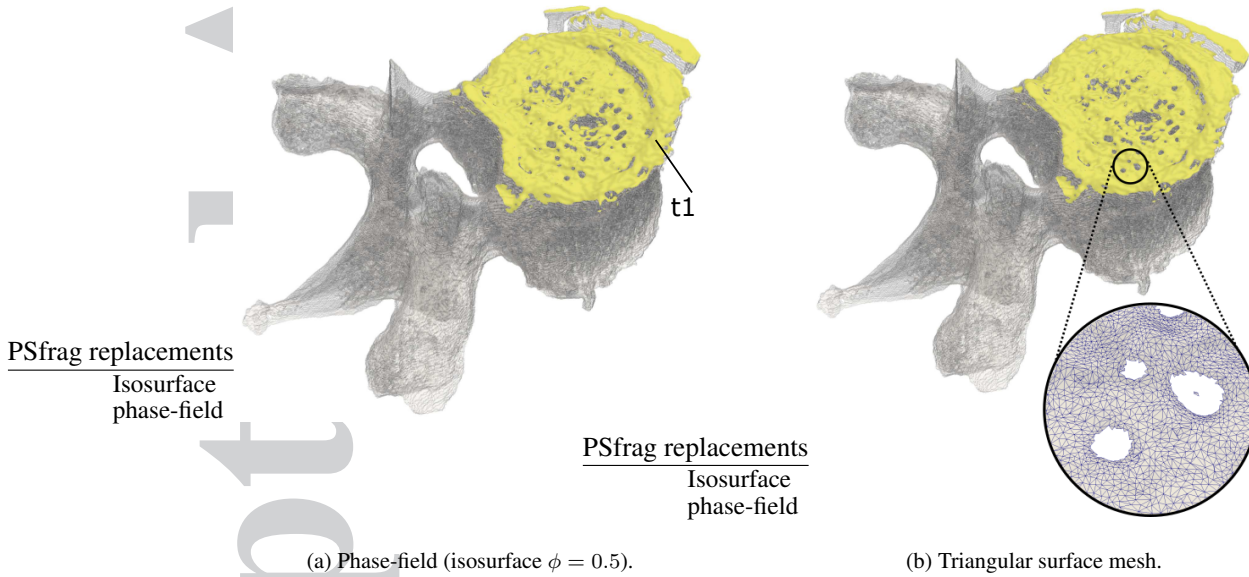 t1
PSfrag replacements
Isosurface
phase-field
PSfrag replacements
Isosurface
phase-field
pt
(a) Phase-field (isosurface ϕ = 0.5).
(b) Triangular surface mesh.